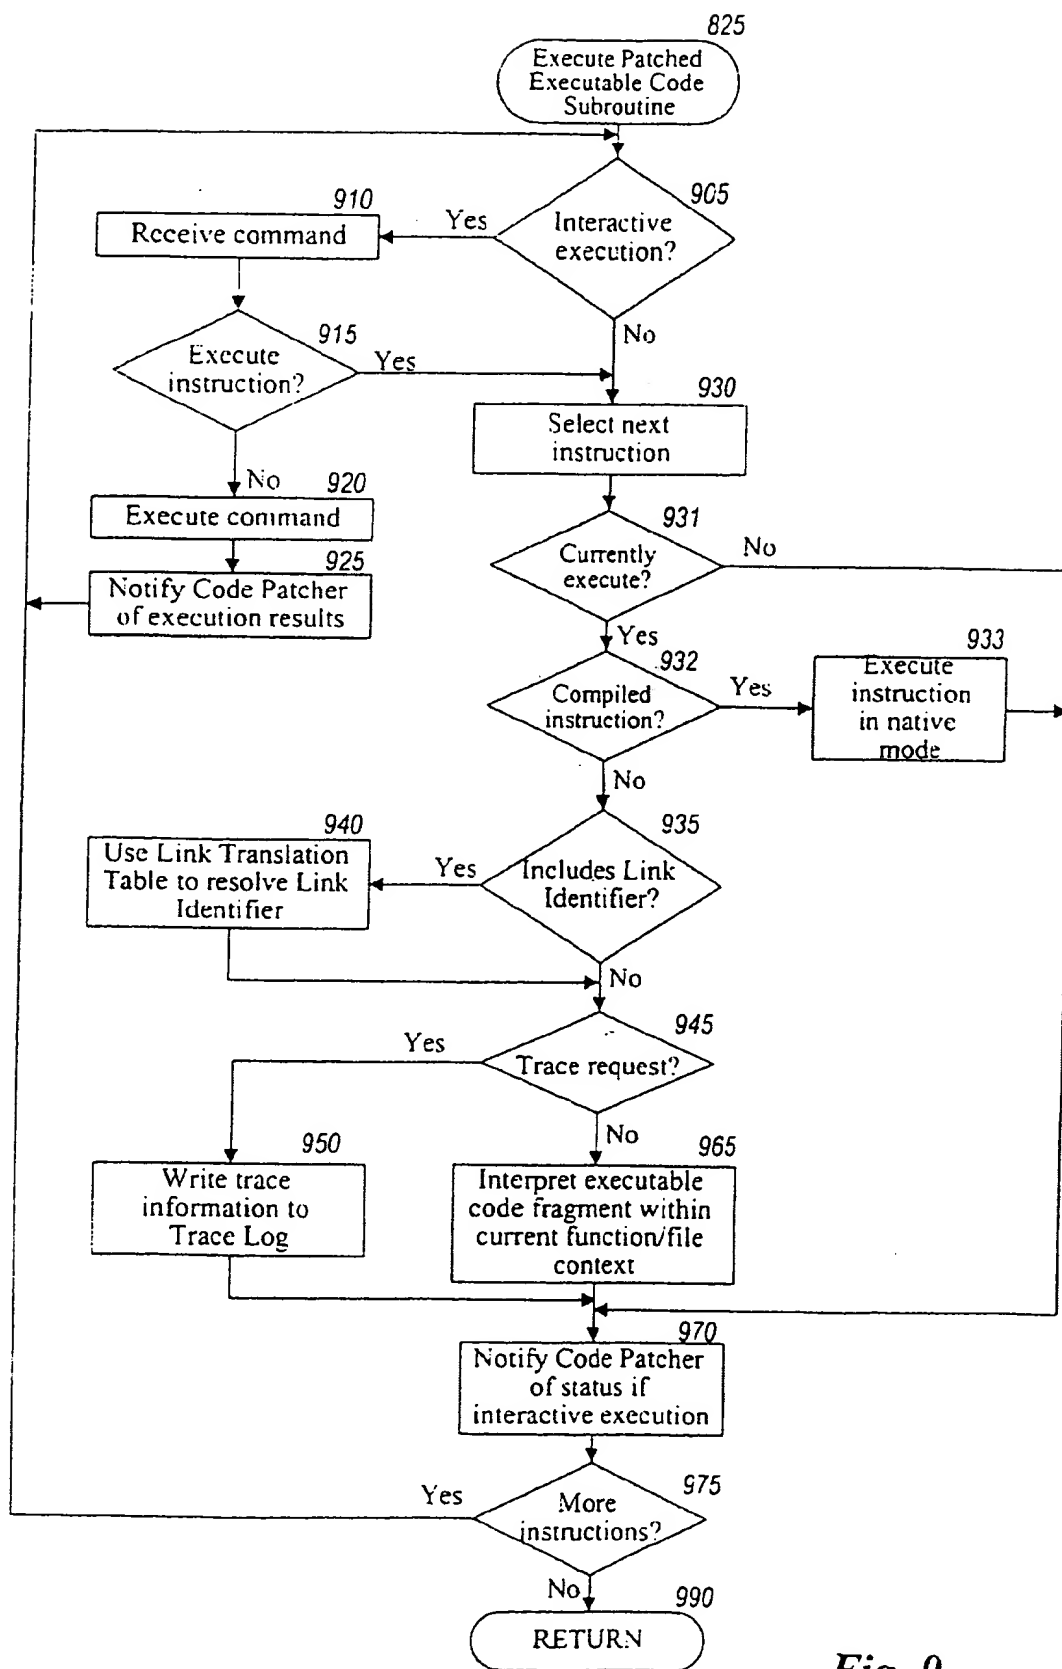 825
Execute Patched
Executable Code
Subroutine
905
Interactive
execution?
Yes
910
Receive command
No
915
Execute
instruction?
Yes
930
Select next
instruction
No
920
Execute command
931
Currently
execute?
No
925
Notify Code Patcher
of execution results
Yes
932
Compiled
instruction?
Yes
933
Execute
instruction
in native
mode
No
935
Includes Link
Identifier?
Yes
940
Use Link Translation
Table to resolve Link
Identifier
No
945
Trace request?
Yes
No
950
Write trace
information to
Trace Log
965
Interpret executable
code fragment within
current function/file
context
970
Notify Code Patcher
of status if
interactive execution
975
More
instructions?
Yes
No
990
RETURN
Fig. 9